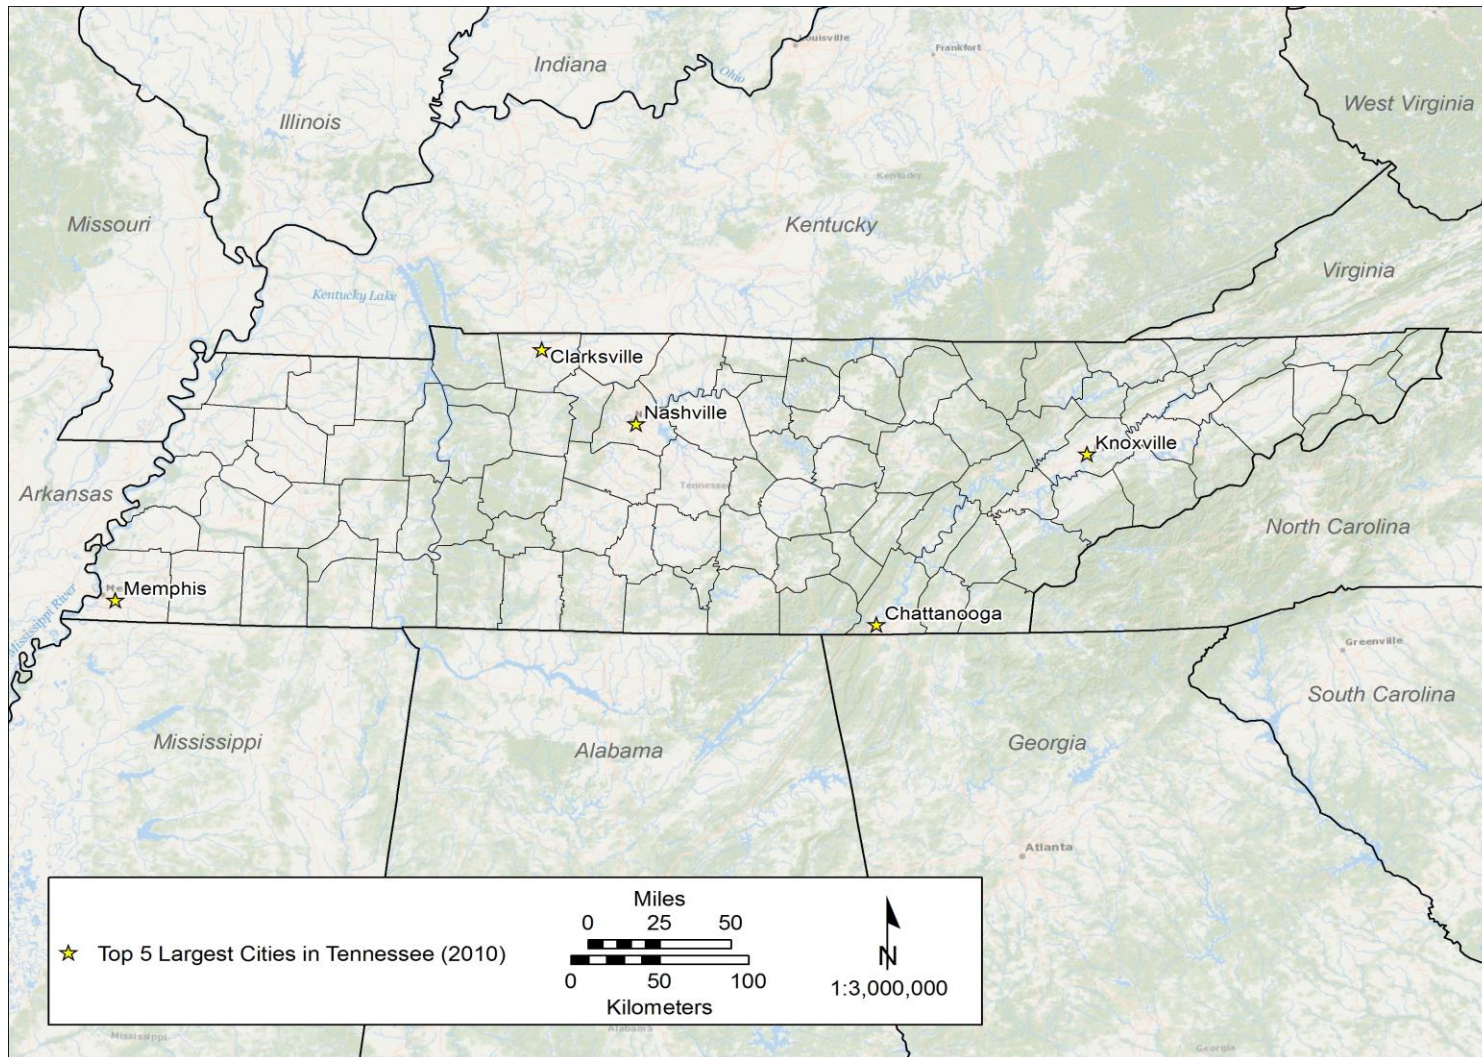 Louisville
Frankfort
Indiana
Ohio
West Virginia
Illinois
Kentucky
Missouri
Kentucky
Virginia
Kentucky Lake
Clarksville
Nashville
Knoxville
Tennessee
Arkansas
North Carolina
Memphis
Mississippi River
Chattanooga
Greenville
South Carolina
Mississippi
Alabama
Georgia
Atlanta
Miles
0 25 50
Top 5 Largest Cities in Tennessee (2010)
0 50 100
Kilometers
N
1:3,000,000
Mississippi
Alabama
Georgia